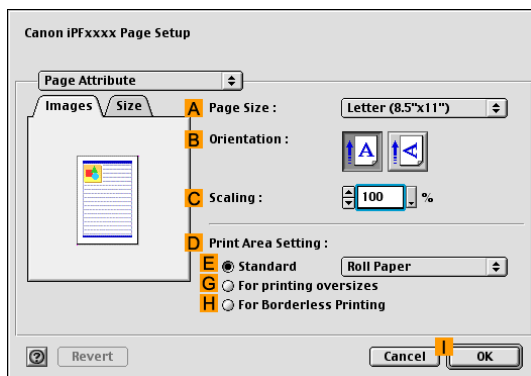 Canon iPFxxxx Page Setup
Page Attribute
Images Size
A Page Size : Letter (8.5"x11")
B Orientation : A A
C Scaling : 100 %
D Print Area Setting :
E Standard Roll Paper
G For printing oversizes
H For Borderless Printing
I
? Revert Cancel OK